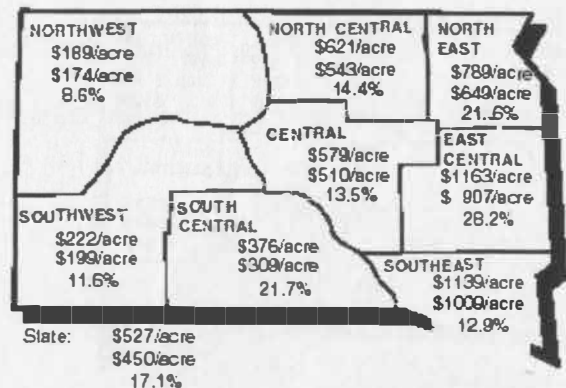 NORTHWEST
$189/acre
$174/acre
8.6%
NORTH CENTRAL
$621/acre
$543/acre
14.4%
NORTH
EAST
$789/acre
$649/acre
21.6%
CENTRAL
$579/acre
$510/acre
13.5%
EAST
CENTRAL
$1163/acre
$ 907/acre
28.2%
SOUTHWEST
$222/acre
$199/acre
11.6%
SOUTH
CENTRAL
$376/acre
$309/acre
21.7%
SOUTHEAST
$1139/acre
$1009/acre
12.9%
State: $527/acre
$450/acre
17.1%